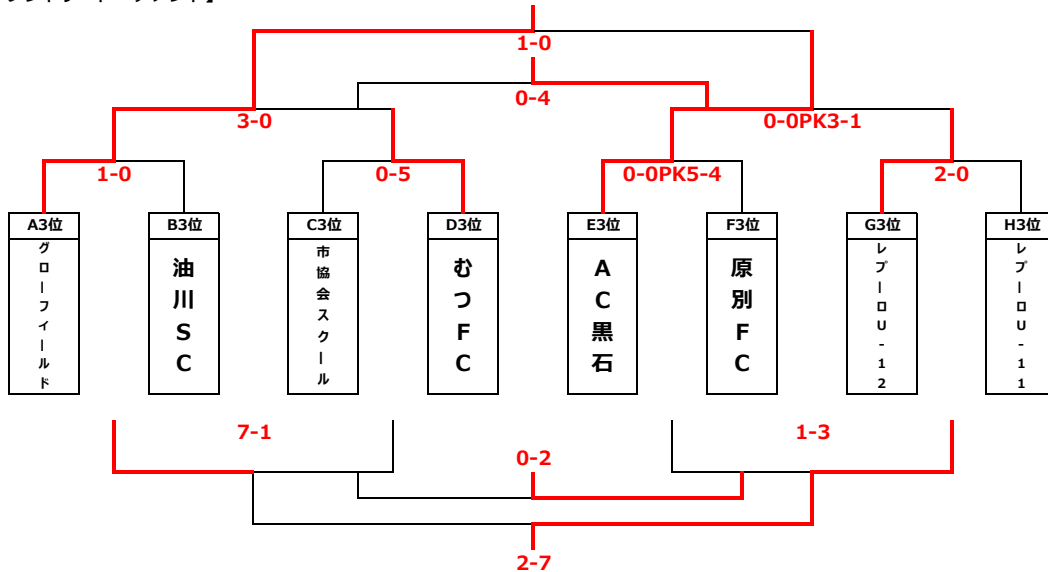 1-0
0-4
3-0
0-0PK3-1
1-0
0-5
0-0PK5-4
2-0
A3位
B3位
C3位
D3位
E3位
F3位
G3位
H3位
グローフィールド
油川SC
市協会スクール
むつFC
AC黒石
原別FC
レブーロU-12
レブーロU-11
7-1
1-3
0-2
2-7